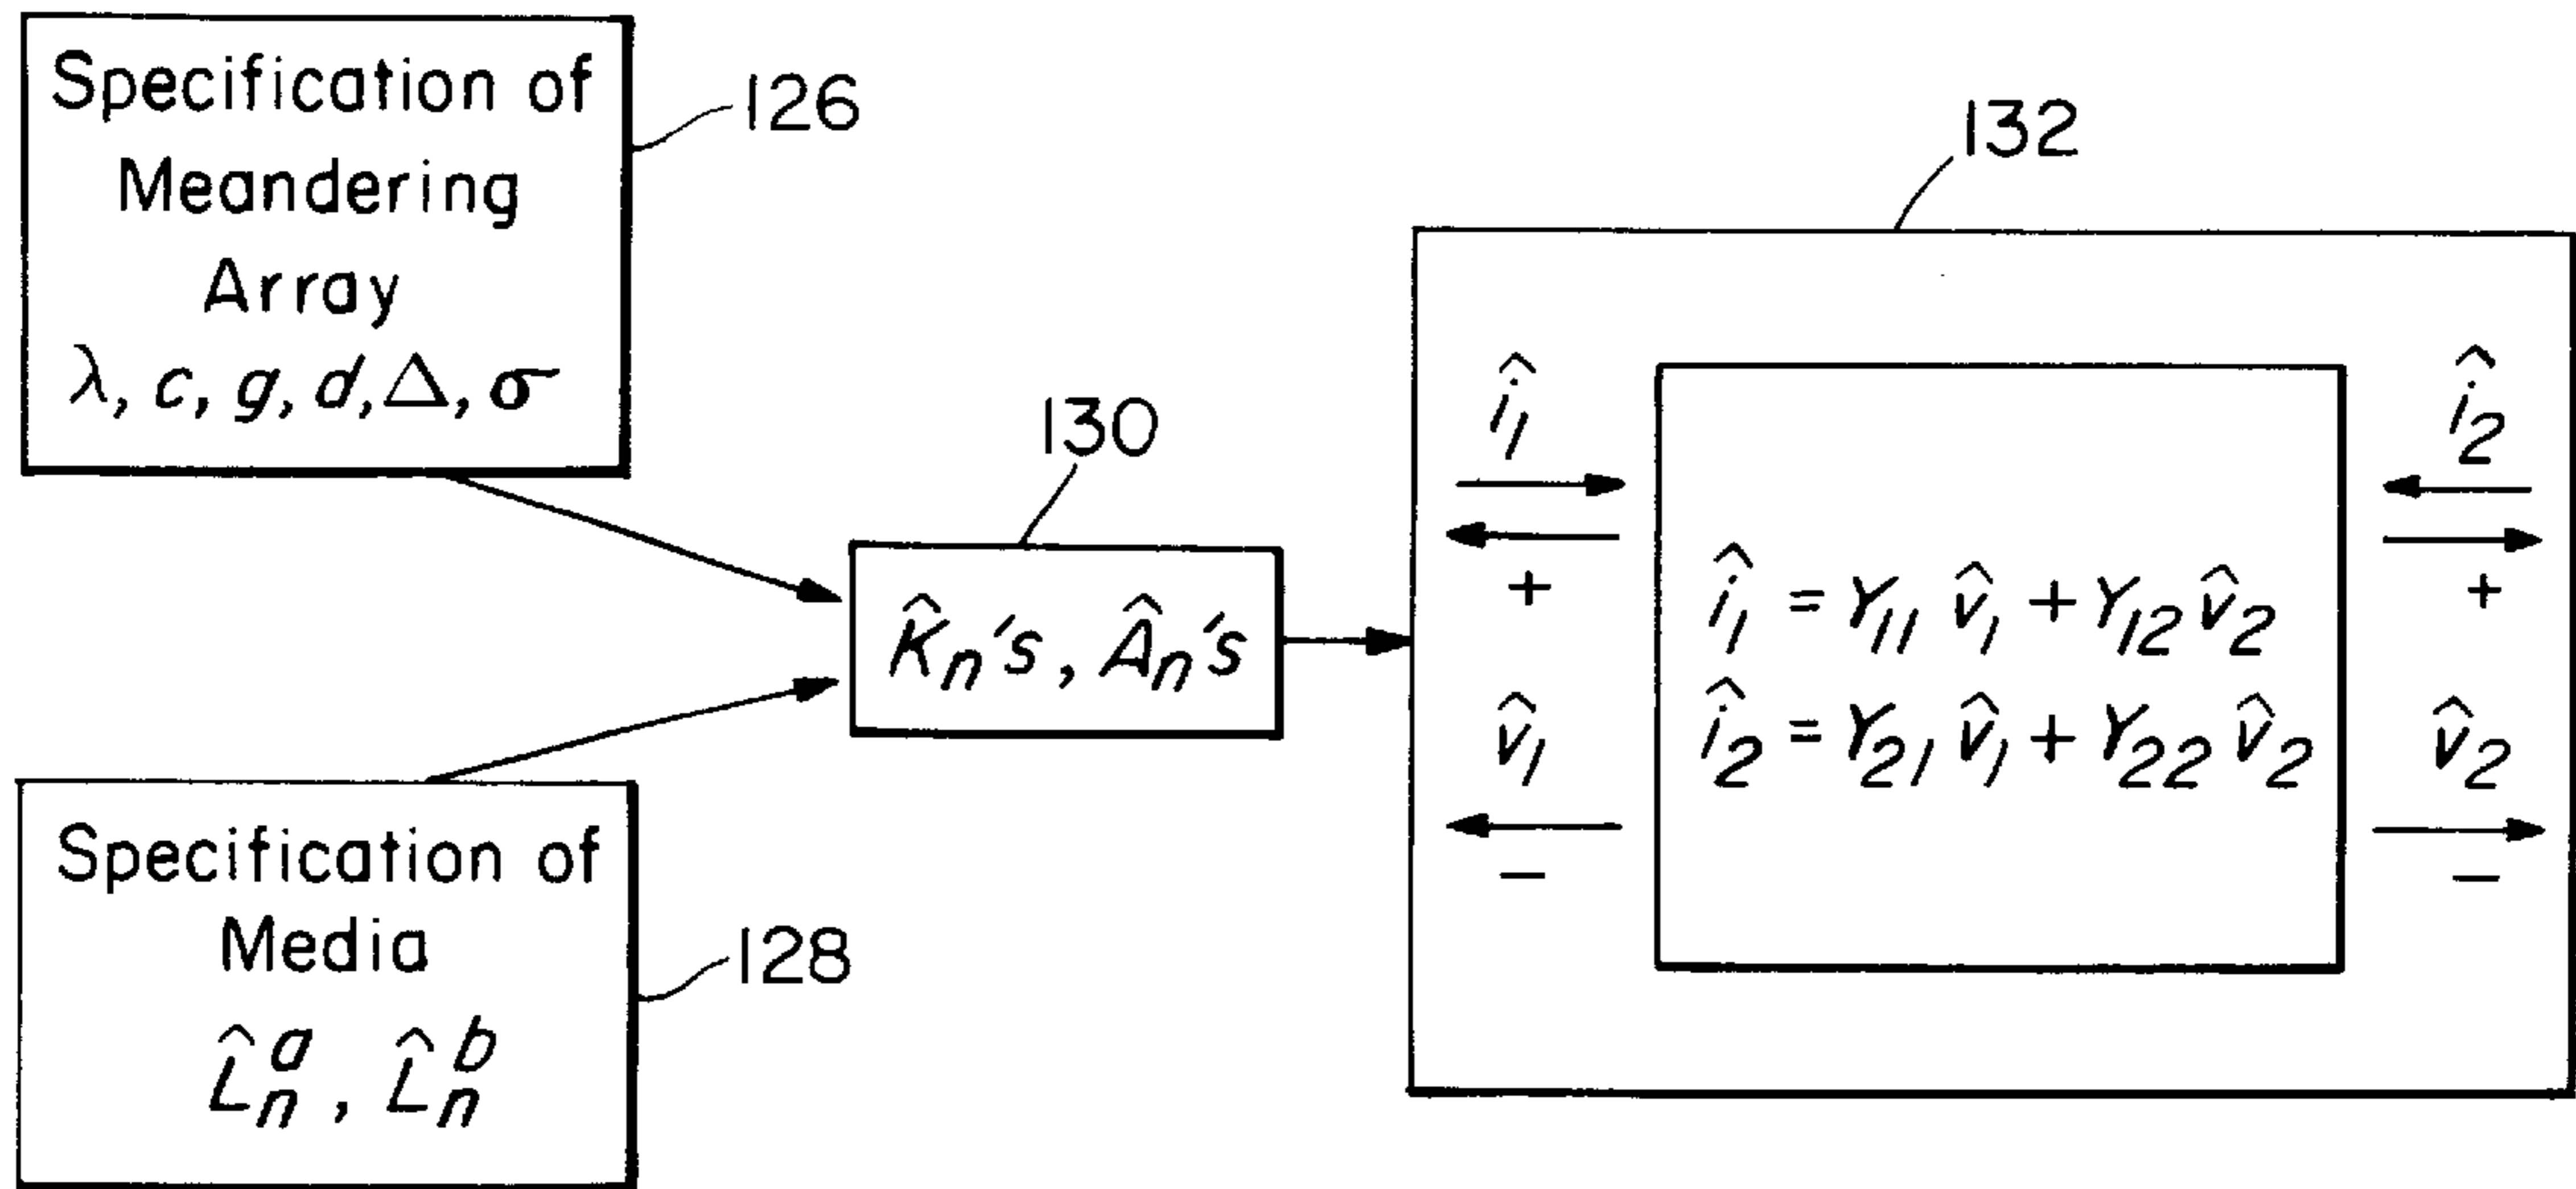 Specification of
Meandering
Array
λ, c, g, d, Δ, σ
126
Specification of
Media
L̂ₙᵃ, L̂ₙᵇ
128
130
K̂ₙ's, Âₙ's
132
î₁
+
v̂₁
−
î₁ = Y₁₁ v̂₁ + Y₁₂ v̂₂
î₂ = Y₂₁ v̂₁ + Y₂₂ v̂₂
î₂
+
v̂₂
−